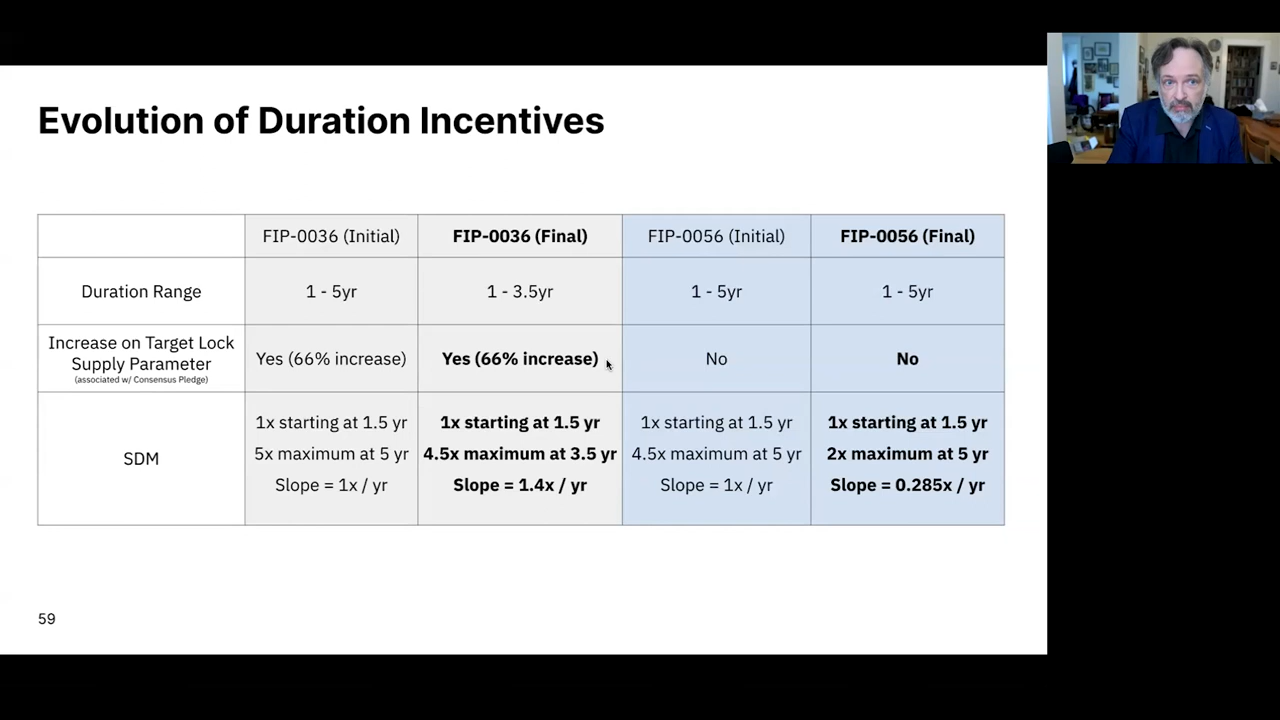 Evolution of Duration Incentives
FIP-0036 (Initial)
FIP-0036 (Final)
FIP-0056 (Initial)
FIP-0056 (Final)
Duration Range
1 - 5yr
1 - 3.5yr
1 - 5yr
1 - 5yr
Increase on Target Lock
Supply Parameter
(associated w/ Consensus Pledge)
Yes (66% increase)
Yes (66% increase)
No
No
SDM
1x starting at 1.5 yr
5x maximum at 5 yr
Slope = 1x / yr
1x starting at 1.5 yr
4.5x maximum at 3.5 yr
Slope = 1.4x / yr
1x starting at 1.5 yr
4.5x maximum at 5 yr
Slope = 1x / yr
1x starting at 1.5 yr
2x maximum at 5 yr
Slope = 0.285x / yr
59